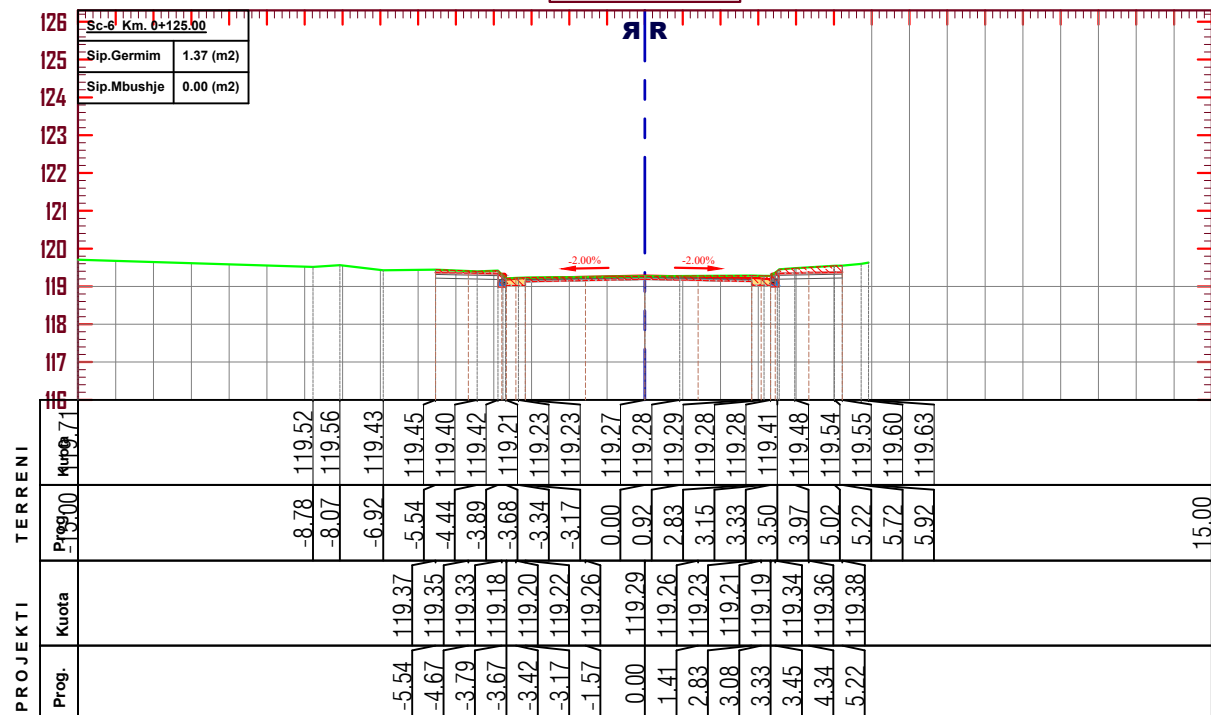 Sc-6 Km. 0+125.00
Sip.Germim 1.37 (m2)
Sip.Mbushje 0.00 (m2)
ЯR
126
125
124
123
122
121
120
119
118
117
116
-2.00% -2.00%
TERRENI
Kuota 119.71 119.52 119.56 119.43 119.45 119.40 119.42 119.21 119.23 119.23 119.27 119.28 119.29 119.28 119.28 119.41 119.48 119.54 119.55 119.60 119.63
Prog. -15.00 -8.78 -8.07 -6.92 -5.54 -4.44 -3.89 -3.68 -3.34 -3.17 0.00 0.92 2.83 3.15 3.33 3.50 3.97 5.02 5.22 5.72 5.92 15.00
PROJEKTI
Kuota 119.37 119.35 119.33 119.18 119.20 119.22 119.26 119.29 119.26 119.23 119.21 119.19 119.34 119.36 119.38
Prog. -5.54 -4.67 -3.79 -3.67 -3.42 -3.17 -1.57 0.00 1.41 2.83 3.08 3.33 3.45 4.34 5.22